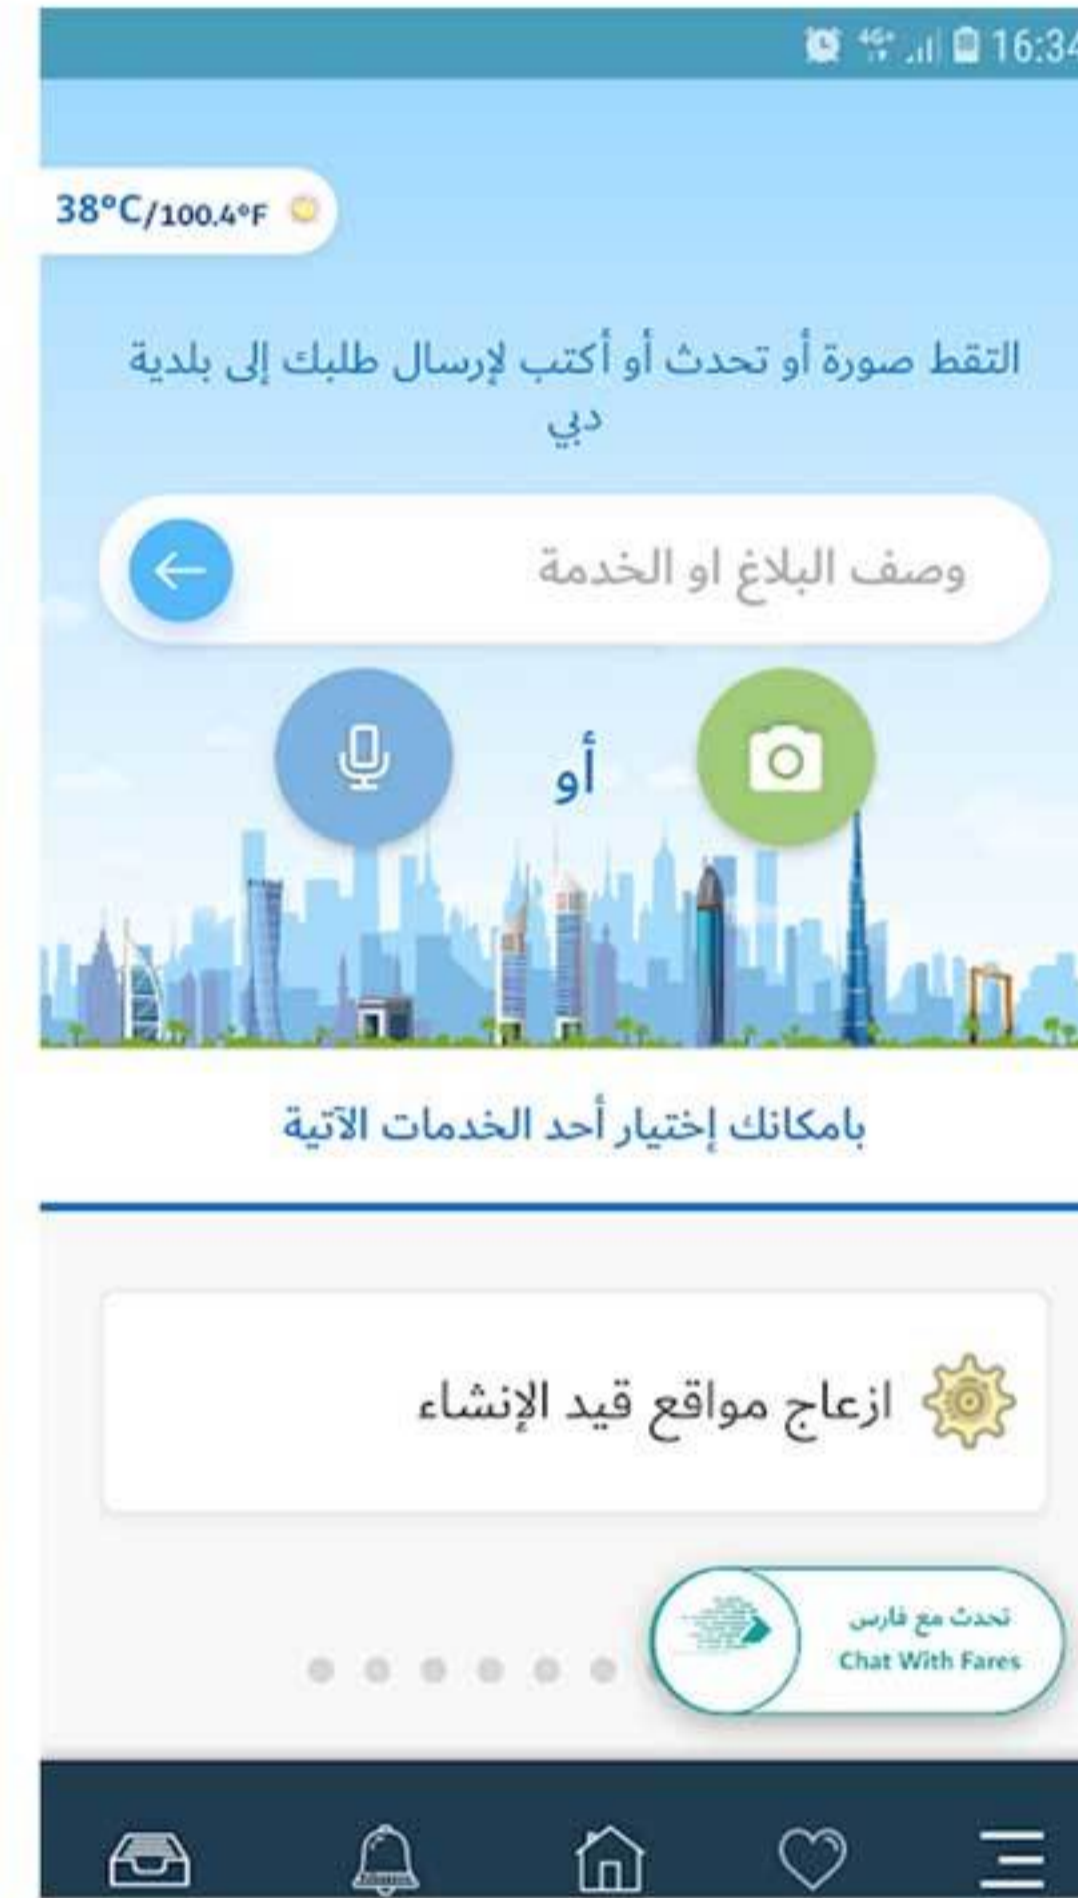 4G+ 16:34
38°C/100.4°F
التقط صورة أو تحدث أو أكتب لإرسال طلبك إلى بلدية
دبي
وصف البلاغ او الخدمة
أو
بامكانك إختيار أحد الخدمات الآتية
ازعاج مواقع قيد الإنشاء
تحدث مع فارس
Chat With Fares